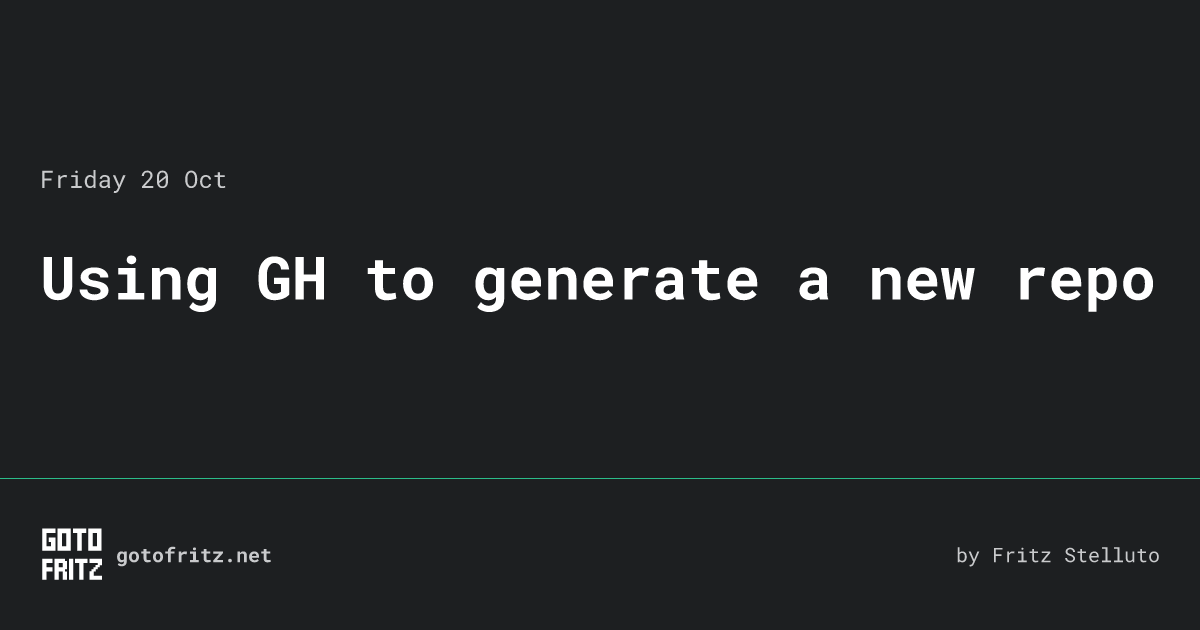 Friday 20 Oct
Using GH to generate a new repo
GOTO
FRITZ
gotofritz.net
by Fritz Stelluto